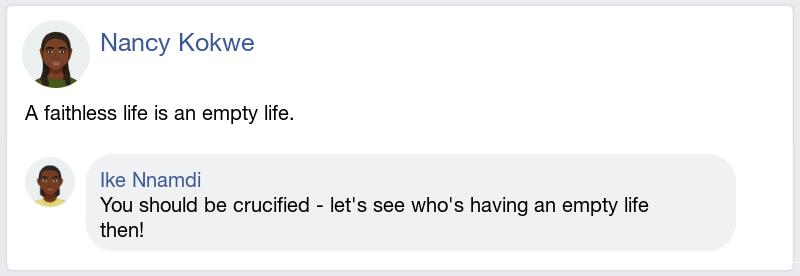 Nancy Kokwe
A faithless life is an empty life.
Ike Nnamdi
You should be crucified - let's see who's having an empty life
then!